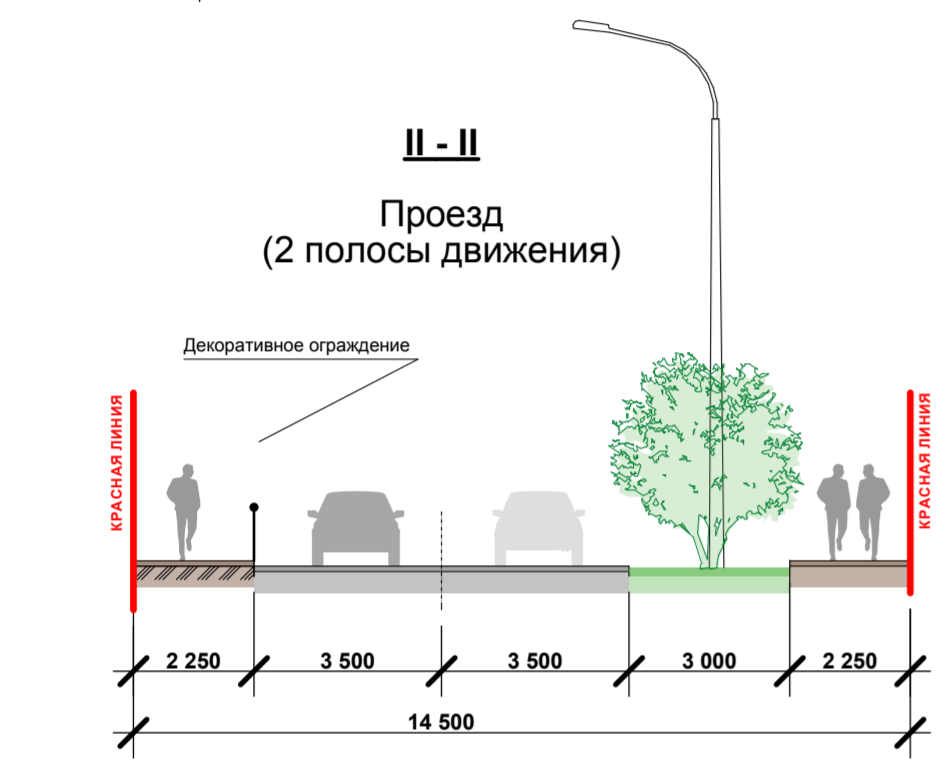 II - II
Проезд
(2 полосы движения)
Декоративное ограждение
КРАСНАЯ ЛИНИЯ
КРАСНАЯ ЛИНИЯ
2 250
3 500
3 500
3 000
2 250
14 500